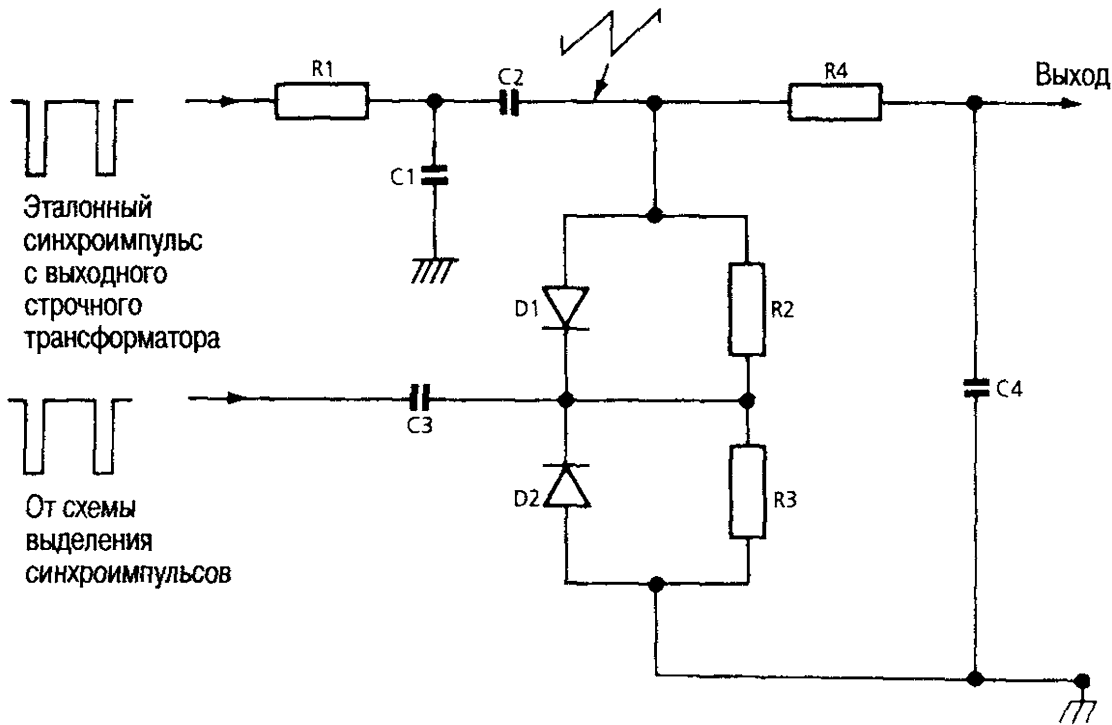 R1
C2
R4
Выход
C1
Эталонный
синхроимпульс
с выходного
строчного
трансформатора
D1
R2
C3
C4
D2
R3
От схемы
выделения
синхроимпульсов